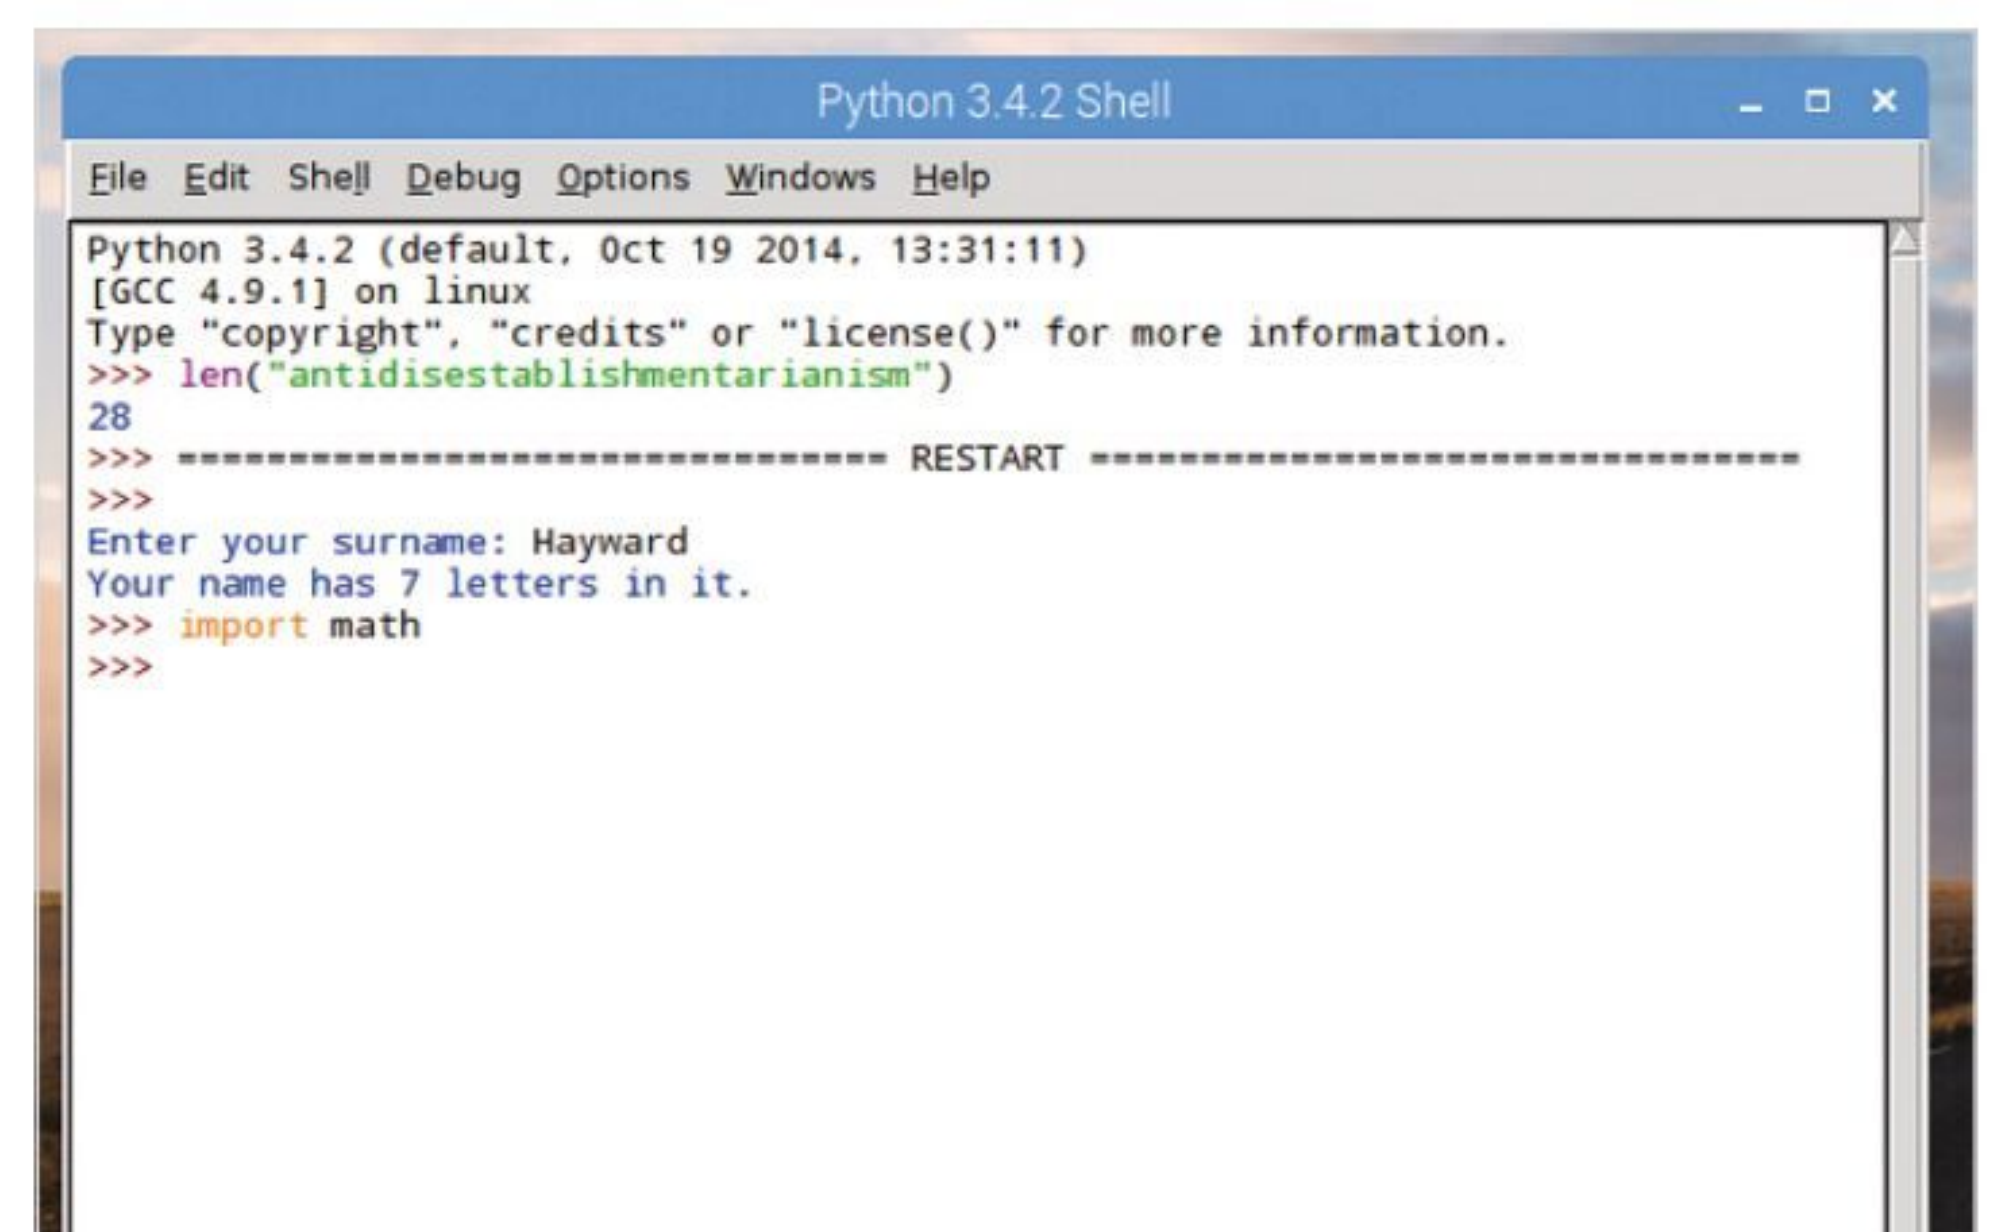 Python 3.4.2 Shell
File Edit Shell Debug Options Windows Help
Python 3.4.2 (default, Oct 19 2014, 13:31:11)
[GCC 4.9.1] on linux
Type "copyright", "credits" or "license()" for more information.
>>> len("antidisestablishmentarianism")
28
>>> ================================ RESTART ================================
>>>
Enter your surname: Hayward
Your name has 7 letters in it.
>>> import math
>>>